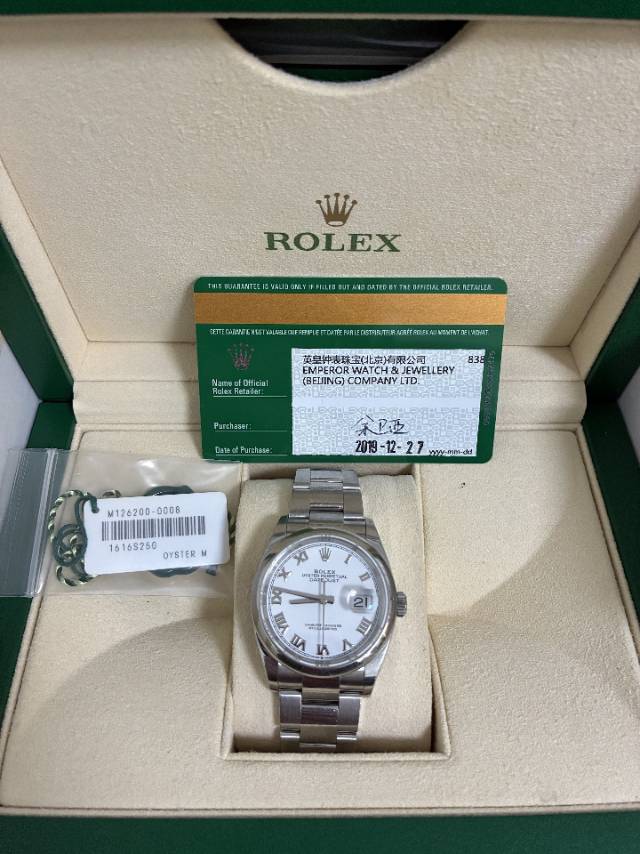 ROLEX
THIS GUARANTEE IS VALID ONLY IF FILLED OUT AND DATED BY THE OFFICIAL ROLEX RETAILER.
CETTE GARANTIE N'EST VALABLE QUE REMPLIE ET DATÉE PAR LE DISTRIBUTEUR AGRÉÉ ROLEX AU MOMENT DE L'ACHAT.
Name of Official
Rolex Retailer:
英皇钟表珠宝(北京)有限公司 838
EMPEROR WATCH & JEWELLERY
(BEIJING) COMPANY LTD.
Purchaser:
Date of Purchase: 2019-12-27 yyyy-mm-dd
M126200-0008
1616S250
OYSTER M
ROLEX
OYSTER PERPETUAL
DATEJUST
21